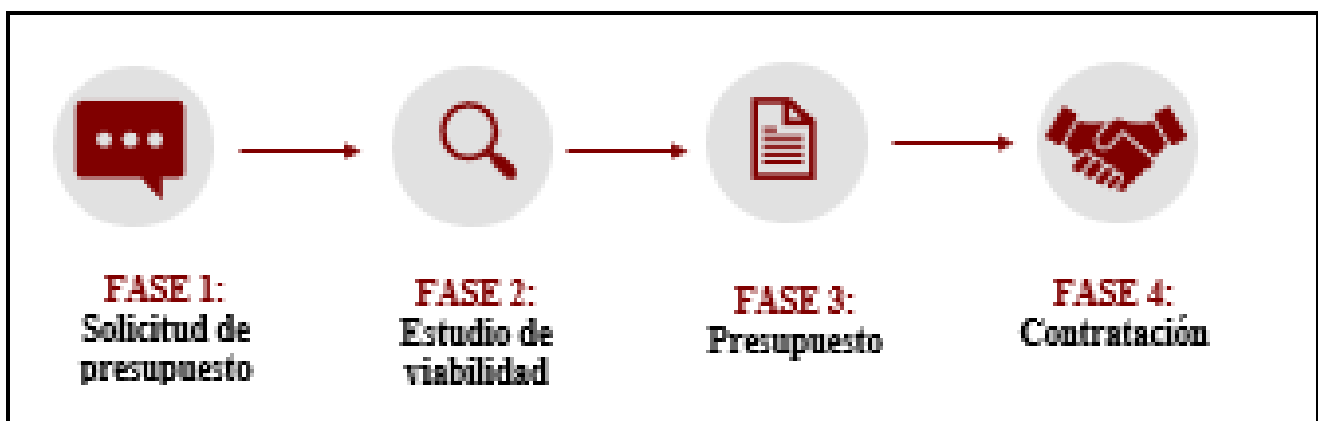 FASE 1:
Solicitud de
presupuesto
FASE 2:
Estudio de
viabilidad
FASE 3:
Presupuesto
FASE 4:
Contratación